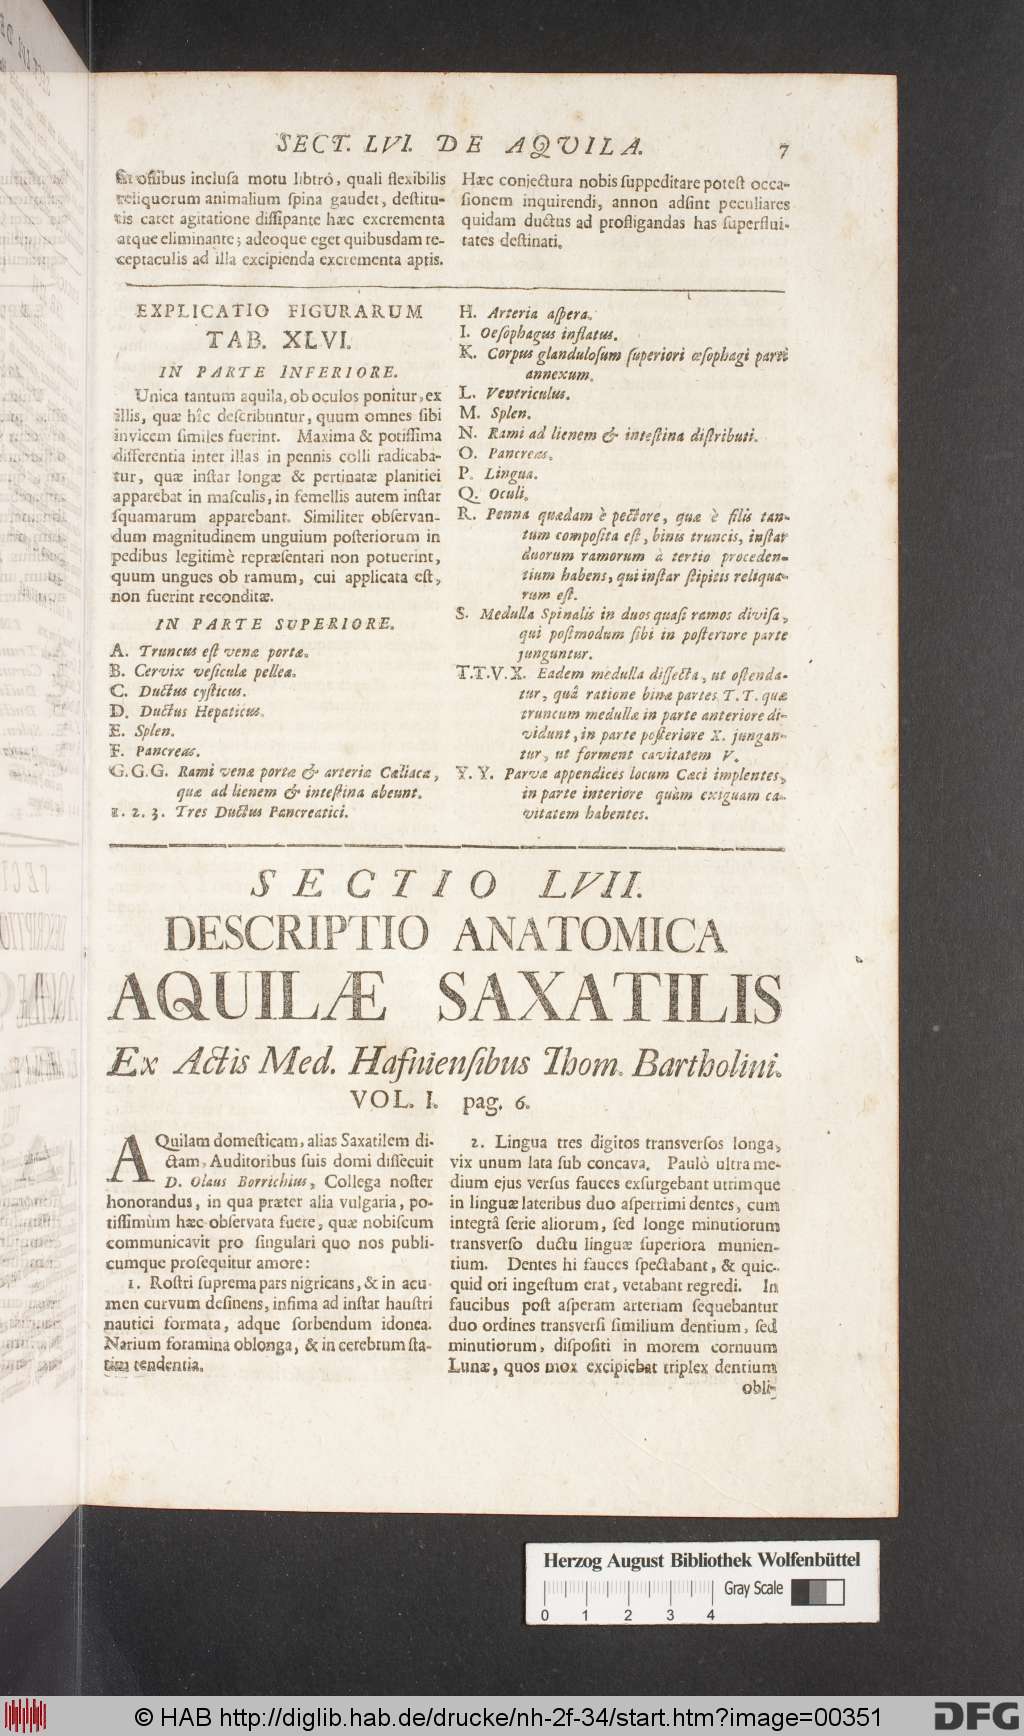 SECT. LVI. DE AQVILA. 7
ossibus inclusa motu libtrô, quali flexibilis
reliquorum animalium spina gaudet, destitu-
tis caret agitatione dissipante hæc excrementa
atque eliminante; adeoque eget quibusdam re-
ceptaculis ad illa excipienda excrementa aptis.
Hæc conjectura nobis suppeditare potest occa-
sionem inquirendi, annon adsint peculiares
quidam ductus ad profligandas has superflui-
tates destinati.
EXPLICATIO FIGURARUM
TAB. XLVI.
IN PARTE INFERIORE.
Unica tantum aquila, ob oculos ponitur, ex
illis, quæ hîc describuntur, quum omnes sibi
invicem similes fuerint. Maxima & potissima
differentia inter illas in pennis colli radicaba-
tur, quæ instar longæ & pertinatæ planitiei
apparebat in masculis, in femellis autem instar
squamarum apparebant. Similiter observan-
dum magnitudinem unguium posteriorum in
pedibus legitimè repræsentari non potuerint,
quum ungues ob ramum, cui applicata est,
non fuerint reconditæ.
IN PARTE SUPERIORE.
A. Truncus est venæ portæ.
B. Cervix vesiculæ pelleæ.
C. Ductus cysticus.
D. Ductus Hepaticus.
E. Splen.
F. Pancreas.
G.G.G. Rami venæ portæ & arteriæ Cæliacæ,
quæ ad lienem & intestina abeunt.
1. 2. 3. Tres Ductus Pancreatici.
H. Arteria aspera.
I. Oesophagus inflatus.
K. Corpus glandulosum superiori œsophagi parti
annexum.
L. Ventriculus.
M. Splen.
N. Rami ad lienem & intestina distributi.
O. Pancreas.
P. Lingua.
Q. Oculi.
R. Penna quædam è pectore, quæ è filis tan-
tum composita est, binis truncis, instar
duorum ramorum à tertio proceden-
tium habens, qui instar stipitis reliqua-
rum est.
S. Medulla Spinalis in duos quasi ramos divisa,
qui postmodum sibi in posteriore parte
junguntur.
T.T.V.X. Eadem medulla dissecta, ut ostenda-
tur, quâ ratione binæ partes T. T. quæ
truncum medullæ in parte anteriore di-
vidunt, in parte posteriore X. jungan-
tur, ut forment cavitatem V.
Y. Y. Parvæ appendices locum Cæci implentes,
in parte interiore quàm exiguam ca-
vitatem habentes.
SECTIO LVII.
DESCRIPTIO ANATOMICA
AQUILÆ SAXATILIS
Ex Actis Med. Hafniensibus Thom. Bartholini.
VOL. I. pag. 6.
AQuilam domesticam, alias Saxatilem di-
ctam, Auditoribus suis domi dissecuit
D. Olaus Borrichius, Collega noster
honorandus, in qua præter alia vulgaria, po-
tissimùm hæc observata fuere, quæ nobiscum
communicavit pro singulari quo nos publi-
cumque prosequitur amore:
1. Rostri suprema pars nigricans, & in acu-
men curvum desinens, infima ad instar haustri
nautici formata, adque sorbendum idonea.
Narium foramina oblonga, & in cerebrum sta-
tim tendentia.
2. Lingua tres digitos transversos longa,
vix unum lata sub concava. Paulò ultra me-
dium ejus versus fauces exsurgebant utrimque
in linguæ lateribus duo asperrimi dentes, cum
integrâ serie aliorum, sed longe minutiorum
transverso ductu linguæ superiora munien-
tium. Dentes hi fauces spectabant, & quic-
quid ori ingestum erat, vetabant regredi. In
faucibus post asperam arteriam sequebantur
duo ordines transversi similium dentium, sed
minutiorum, dispositi in morem cornuum
Lunæ, quos mox excipiebat triplex dentium
obli-
Herzog August Bibliothek Wolfenbüttel
Gray Scale
0 1 2 3 4
© HAB http://diglib.hab.de/drucke/nh-2f-34/start.htm?image=00351
DFG